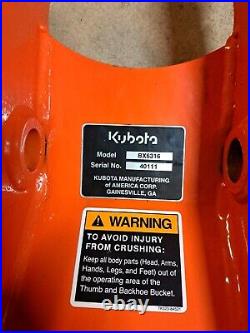 Kubota
Model BX6315
Serial No. 40111
KUBOTA MANUFACTURING
of AMERICA CORP.
GAINESVILLE, GA
WARNING
TO AVOID INJURY
FROM CRUSHING:
Keep all body parts (Head, Arms,
Hands, Legs, and Feet) out of
the operating area of the
Thumb and Backhoe Bucket.